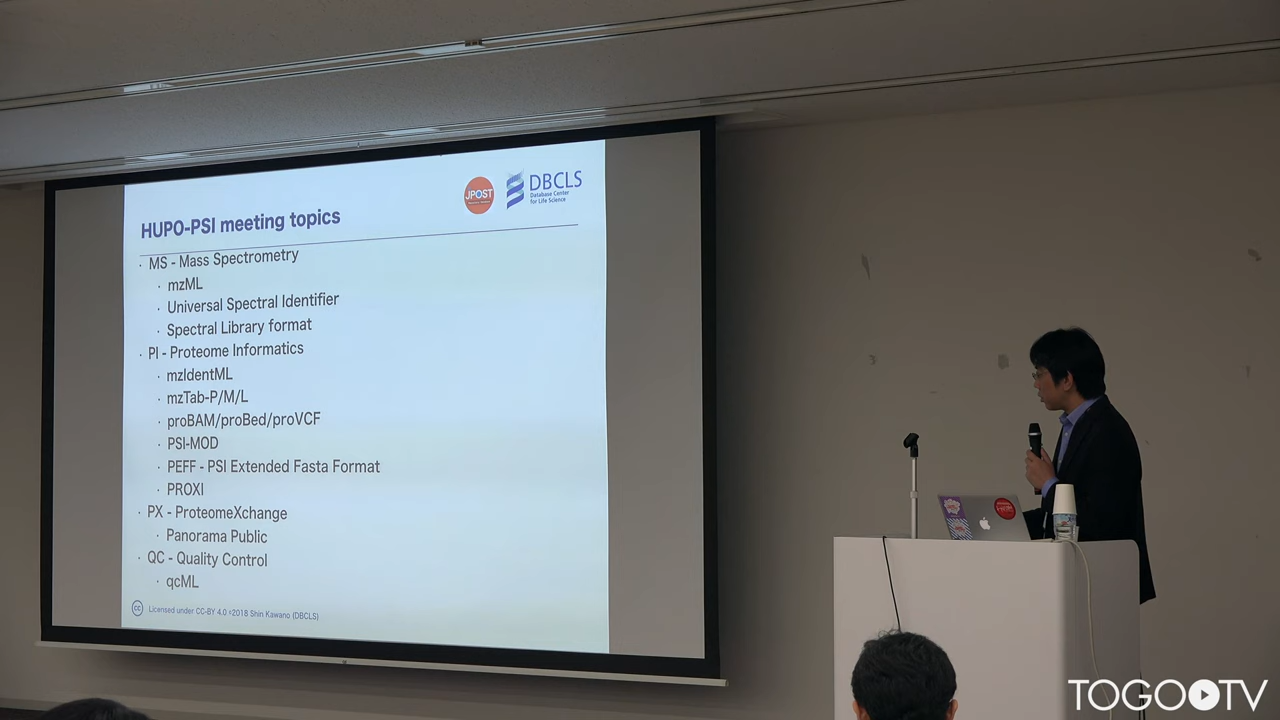 JPOST
DBCLS
Database Center
for Life Science
HUPO-PSI meeting topics
· MS - Mass Spectrometry
· mzML
· Universal Spectral Identifier
· Spectral Library format
· PI - Proteome Informatics
· mzIdentML
· mzTab-P/M/L
· proBAM/proBed/proVCF
· PSI-MOD
· PEFF - PSI Extended Fasta Format
· PROXI
· PX - ProteomeXchange
· Panorama Public
· QC - Quality Control
· qcML
cc Licensed under CC-BY 4.0 ©2018 Shin Kawano (DBCLS)
TOGOTV